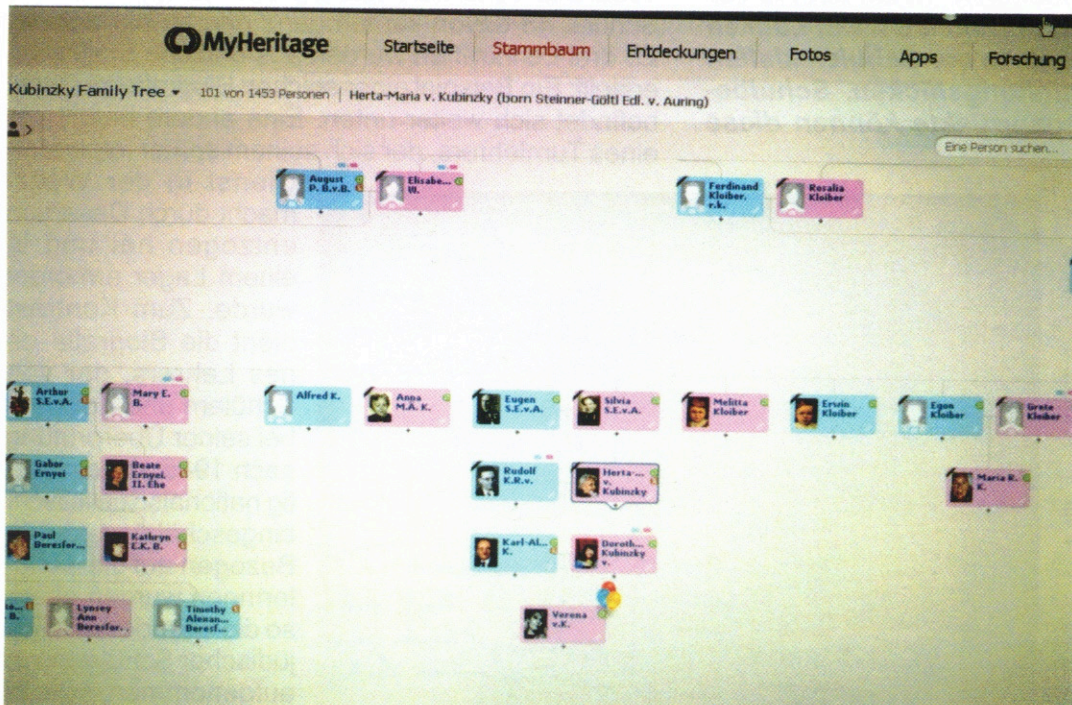 MyHeritage Startseite Stammbaum Entdeckungen Fotos Apps Forschung
Kubinzky Family Tree 101 von 1453 Personen | Herta-Maria v. Kubinzky (born Steinner-Göltl Edl. v. Auring)
Eine Person suchen...
August
P. B.v.B.
Elisabe...
W.
Ferdinand
Kloiber,
r.k.
Rosalia
Kloiber
Arthur
S.E.v.A.
Mary E.
B.
Alfred K.
Anna
M.A. K.
Eugen
S.E.v.A.
Silvia
S.E.v.A.
Melitta
Kloiber
Erwin
Kloiber
Egon
Kloiber
Grete
Kloiber
Gabor
Ernyei
Beate
Ernyei,
II. Ehe
Rudolf
K.R.v.
Herta-...
v.
Kubinzky
Maria R.
K.
Paul
Beresfor...
Kathryn
E.K. B.
Karl-Al...
K.
Doroth...
Kubinzky
v.
B.
Lynsey
Ann
Beresfor...
Timothy
Alexan...
Beresf...
Verena
v.K.